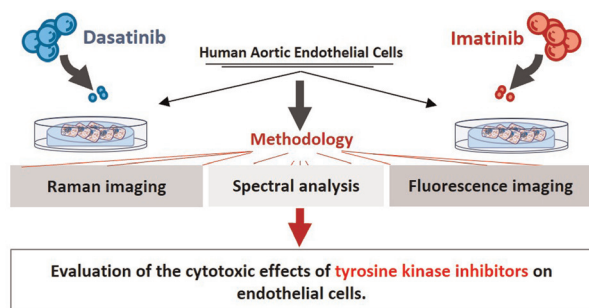 Dasatinib
Human Aortic Endothelial Cells
Imatinib
Methodology
Raman imaging
Spectral analysis
Fluorescence imaging
Evaluation of the cytotoxic effects of tyrosine kinase inhibitors on
endothelial cells.